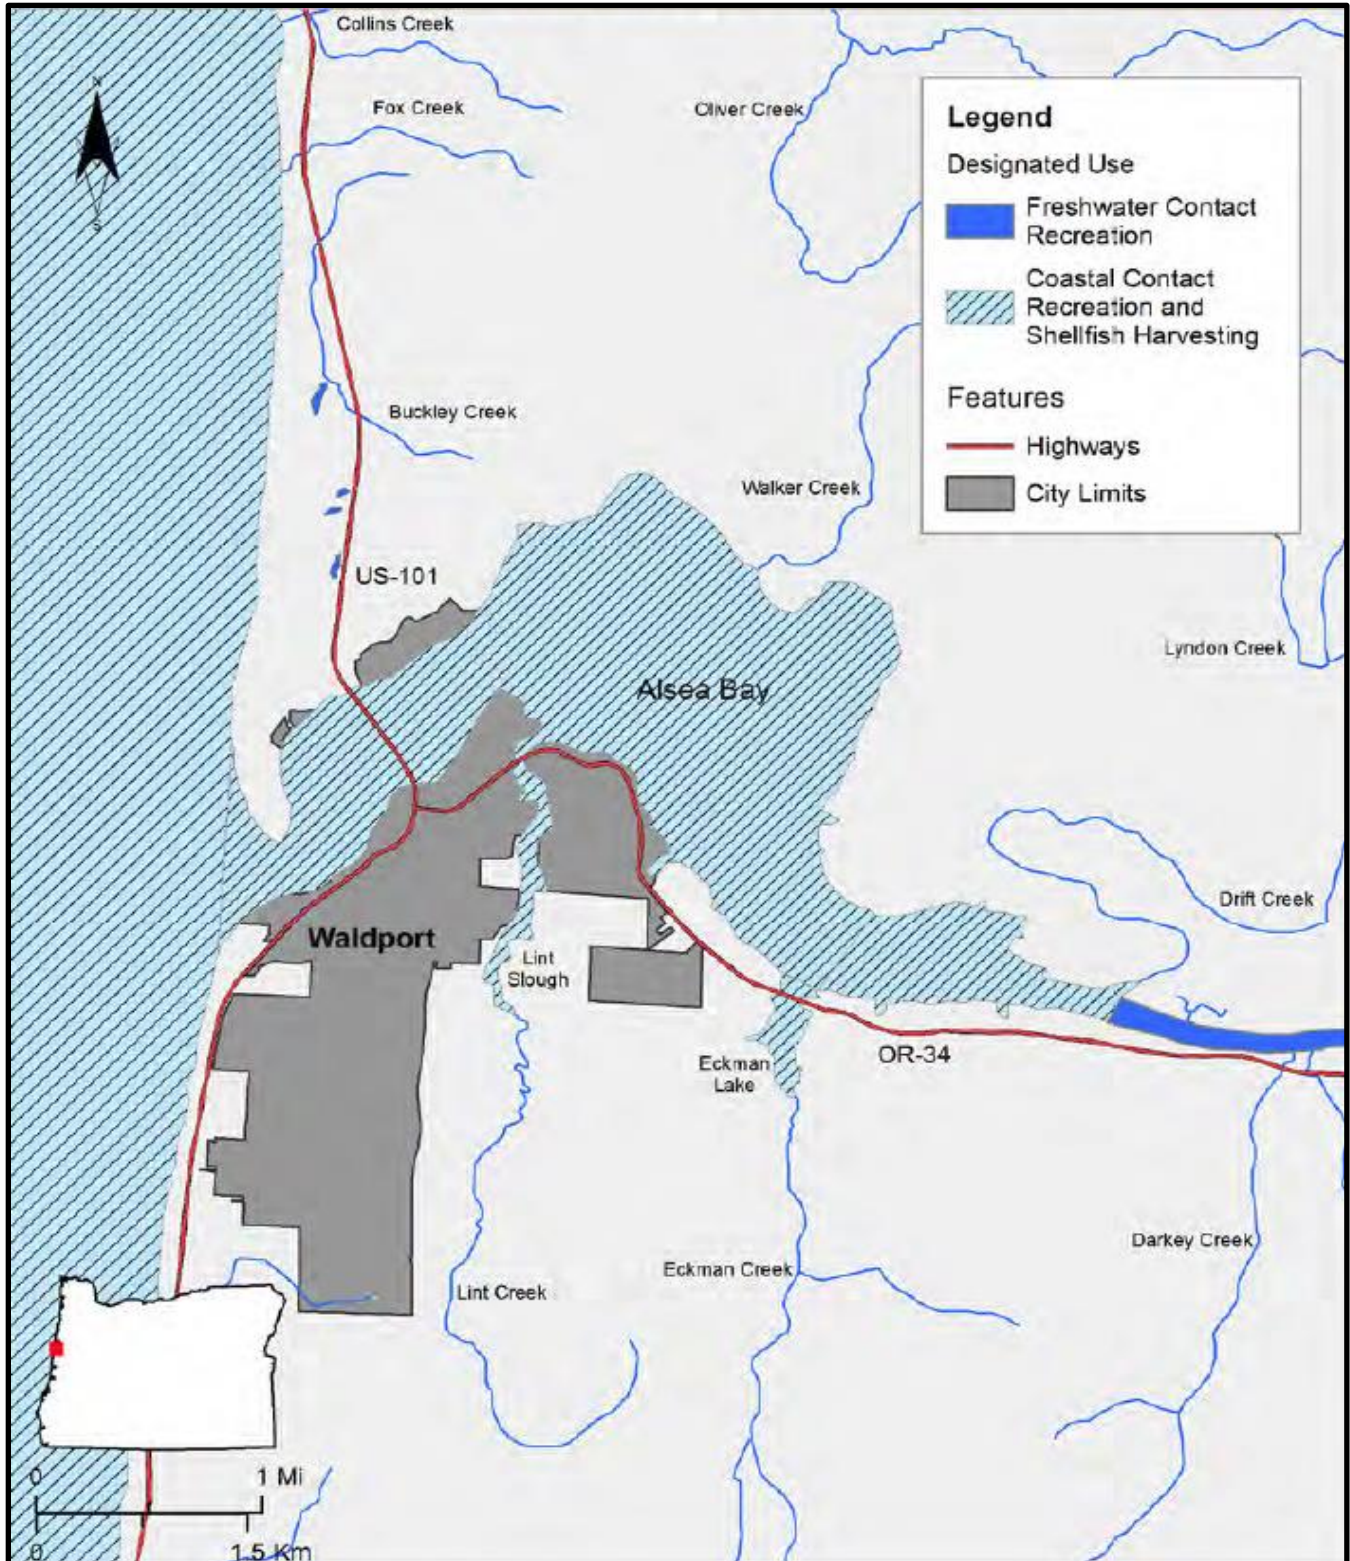 Collins Creek
N
Fox Creek
Oliver Creek
Legend
Designated Use
Freshwater Contact
Recreation
Coastal Contact
Recreation and
Shellfish Harvesting
Features
Highways
City Limits
S
Buckley Creek
Walker Creek
US-101
Lyndon Creek
Alsea Bay
Drift Creek
Waldport
Lint
Slough
OR-34
Eckman
Lake
Darkey Creek
Eckman Creek
Lint Creek
0 1 Mi
0 1.5 Km